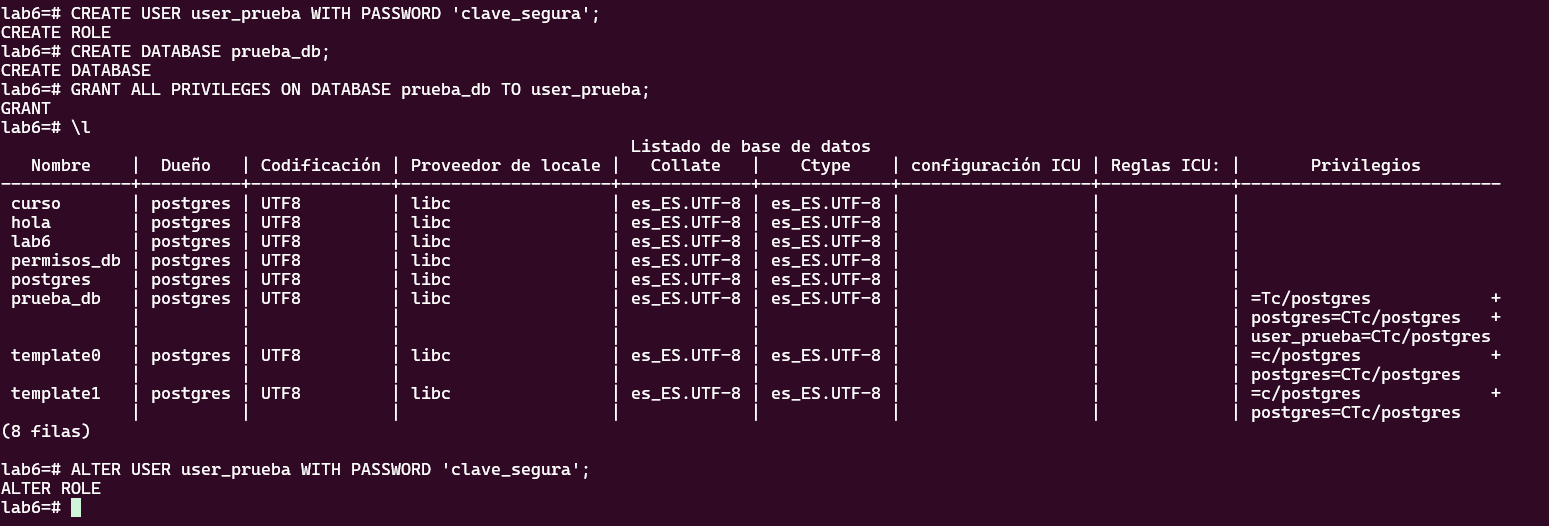 lab6=# CREATE USER user_prueba WITH PASSWORD 'clave_segura';
CREATE ROLE
lab6=# CREATE DATABASE prueba_db;
CREATE DATABASE
lab6=# GRANT ALL PRIVILEGES ON DATABASE prueba_db TO user_prueba;
GRANT
lab6=# \l
                                                               Listado de base de datos
   Nombre    |  Dueño   | Codificación | Proveedor de locale |   Collate   |    Ctype    | configuración ICU | Reglas ICU: |       Privilegios
-------------+----------+--------------+---------------------+-------------+-------------+-------------------+-------------+--------------------------
 curso       | postgres | UTF8         | libc                | es_ES.UTF-8 | es_ES.UTF-8 |                   |             |
 hola        | postgres | UTF8         | libc                | es_ES.UTF-8 | es_ES.UTF-8 |                   |             |
 lab6        | postgres | UTF8         | libc                | es_ES.UTF-8 | es_ES.UTF-8 |                   |             |
 permisos_db | postgres | UTF8         | libc                | es_ES.UTF-8 | es_ES.UTF-8 |                   |             |
 postgres    | postgres | UTF8         | libc                | es_ES.UTF-8 | es_ES.UTF-8 |                   |             |
 prueba_db   | postgres | UTF8         | libc                | es_ES.UTF-8 | es_ES.UTF-8 |                   |             | =Tc/postgres            +
             |          |              |                     |             |             |                   |             | postgres=CTc/postgres   +
             |          |              |                     |             |             |                   |             | user_prueba=CTc/postgres
 template0   | postgres | UTF8         | libc                | es_ES.UTF-8 | es_ES.UTF-8 |                   |             | =c/postgres             +
             |          |              |                     |             |             |                   |             | postgres=CTc/postgres
 template1   | postgres | UTF8         | libc                | es_ES.UTF-8 | es_ES.UTF-8 |                   |             | =c/postgres             +
             |          |              |                     |             |             |                   |             | postgres=CTc/postgres
(8 filas)
lab6=# ALTER USER user_prueba WITH PASSWORD 'clave_segura';
ALTER ROLE
lab6=#